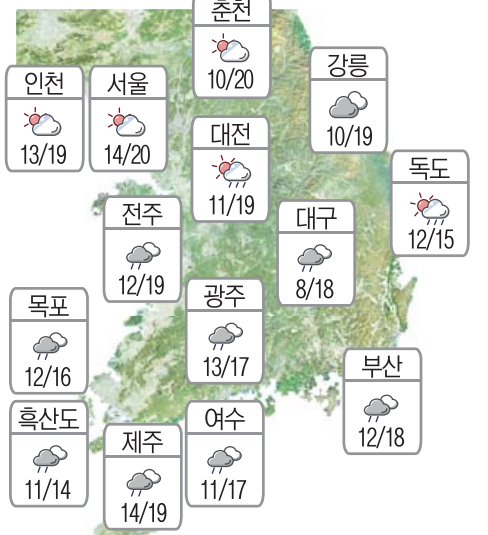 춘천
10/20
강릉
10/19
인천
13/19
서울
14/20
대전
11/19
독도
12/15
전주
12/19
대구
8/18
광주
13/17
목포
12/16
부산
12/18
흑산도
11/14
제주
14/19
여수
11/17